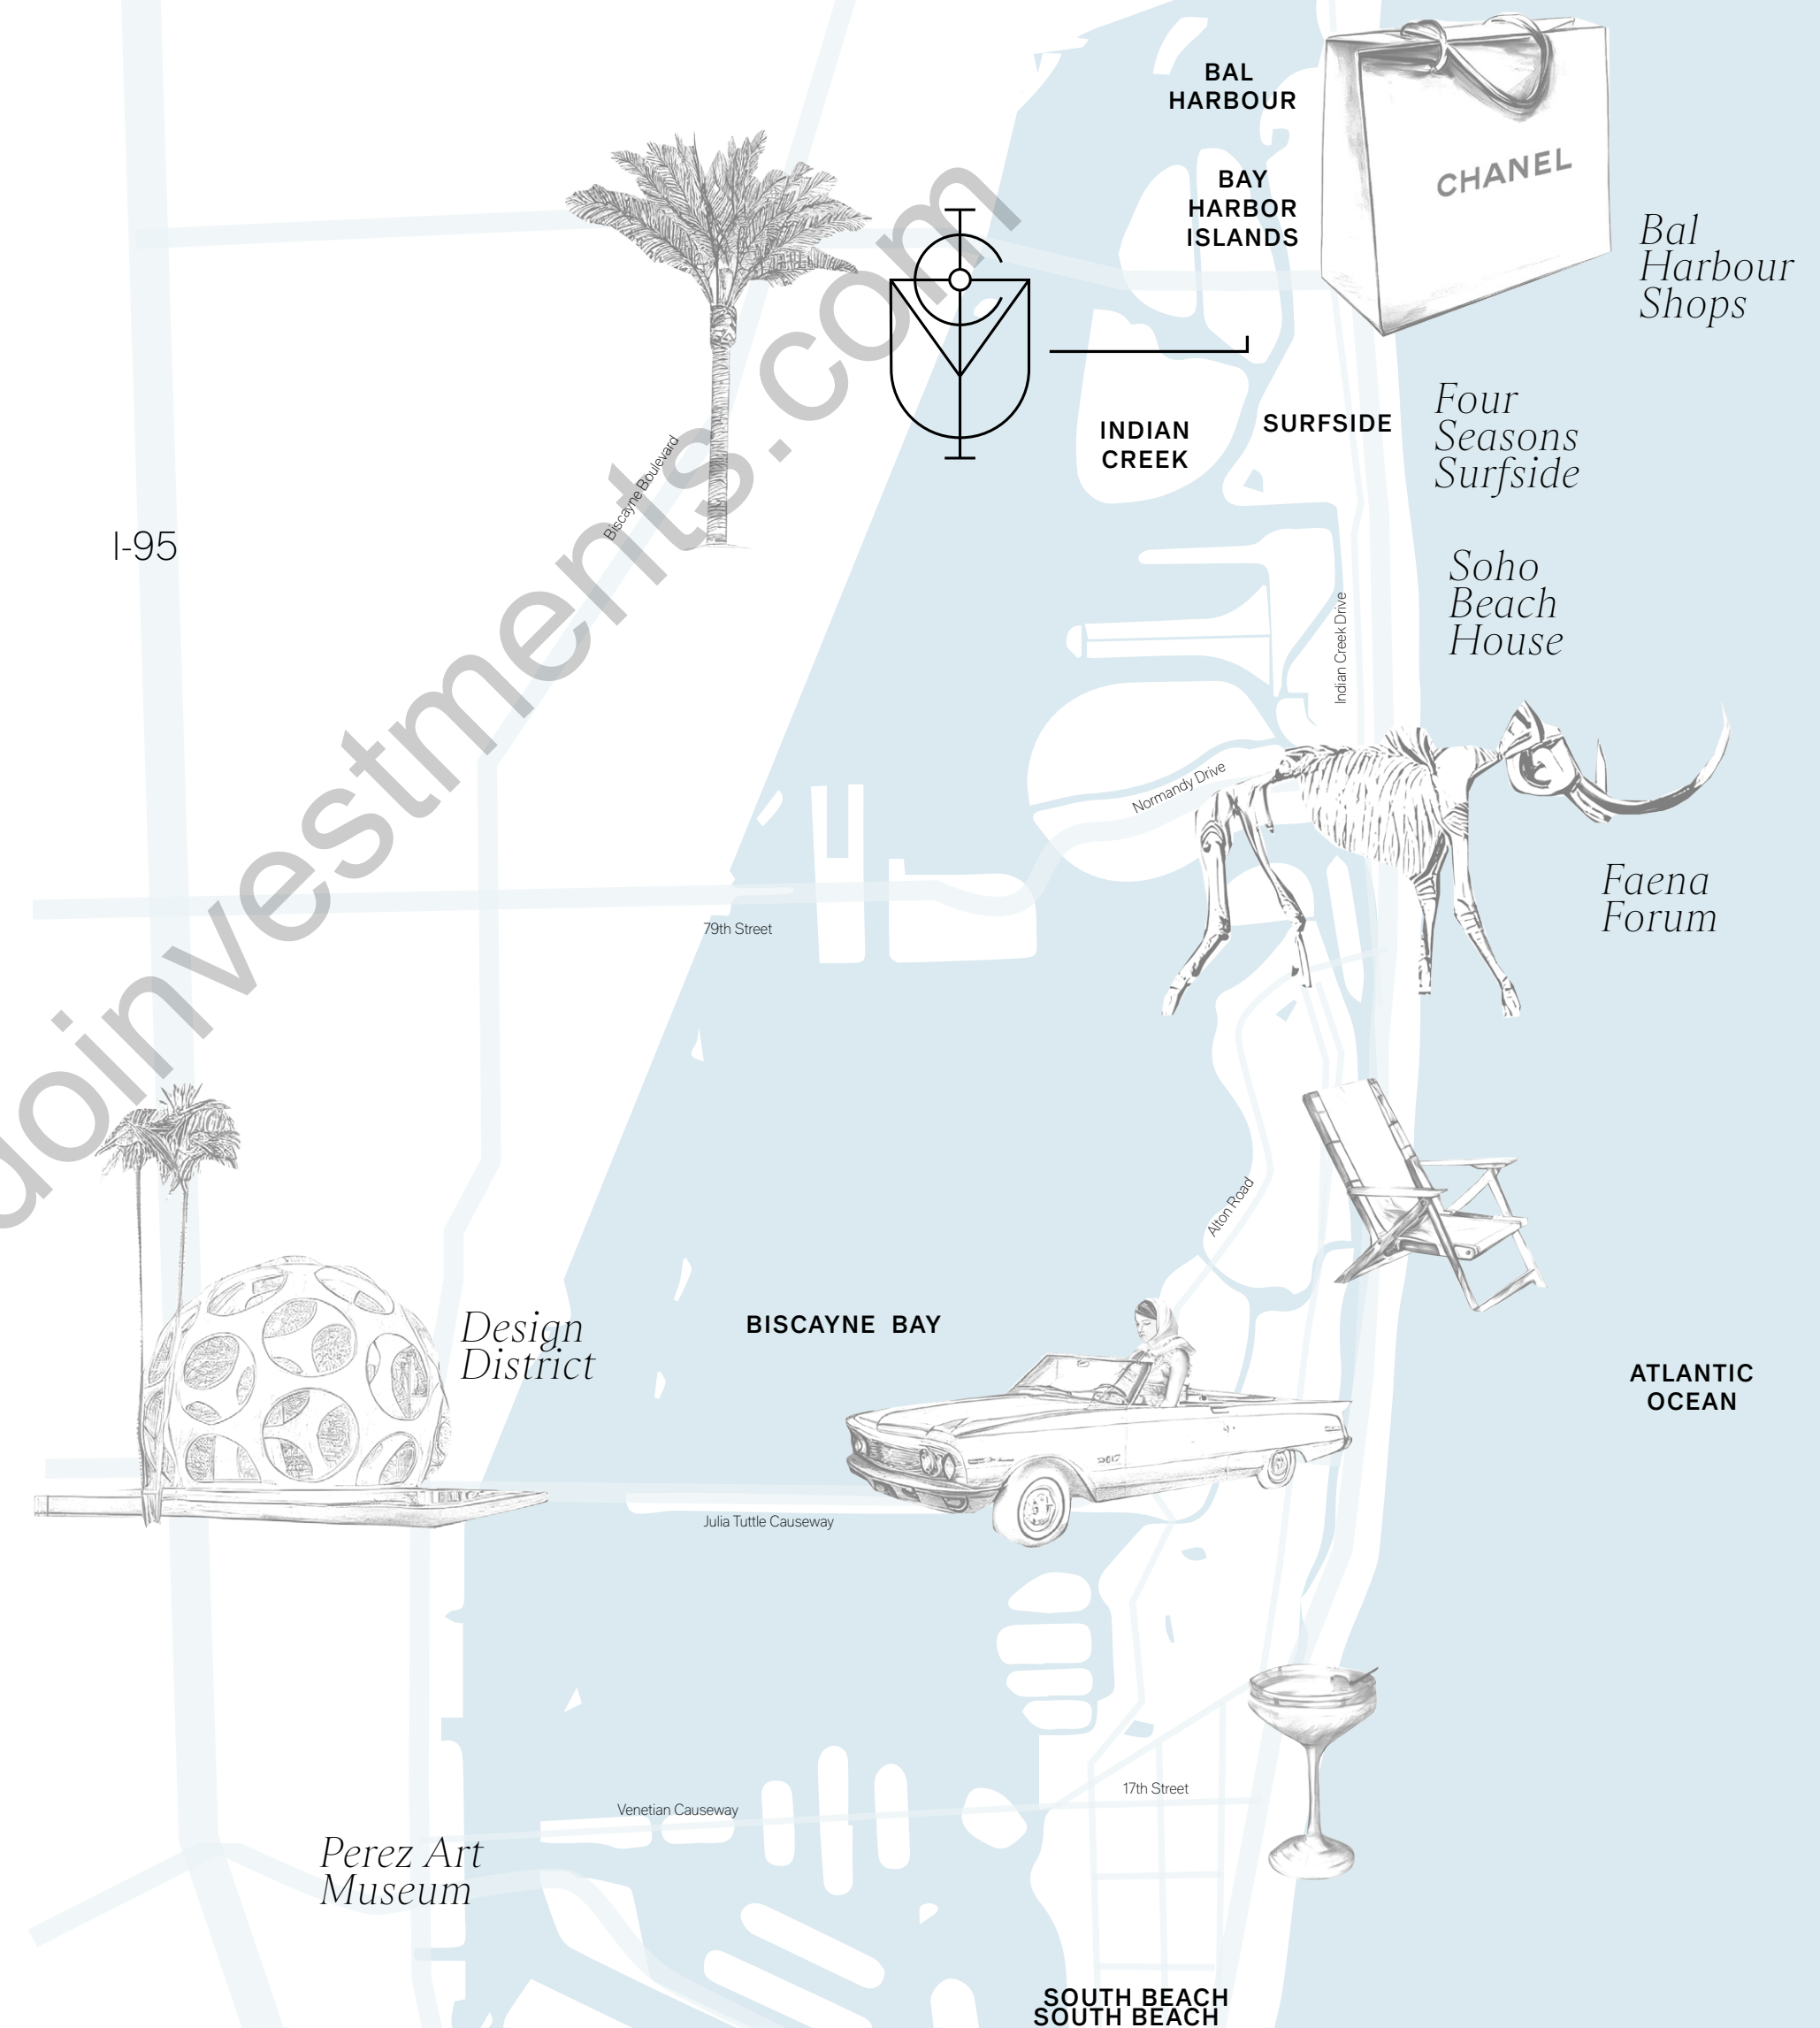 BAL
HARBOUR
CHANEL
BAY
HARBOR
ISLANDS
Bal
Harbour
Shops
INDIAN
CREEK
SURFSIDE
Four
Seasons
Surfside
Biscayne Boulevard
I-95
Soho
Beach
House
Indian Creek Drive
Normandy Drive
Faena
Forum
79th Street
doinvestments.com
Alton Road
Design
District
BISCAYNE BAY
ATLANTIC
OCEAN
Julia Tuttle Causeway
17th Street
Venetian Causeway
Perez Art
Museum
SOUTH BEACH
SOUTH BEACH